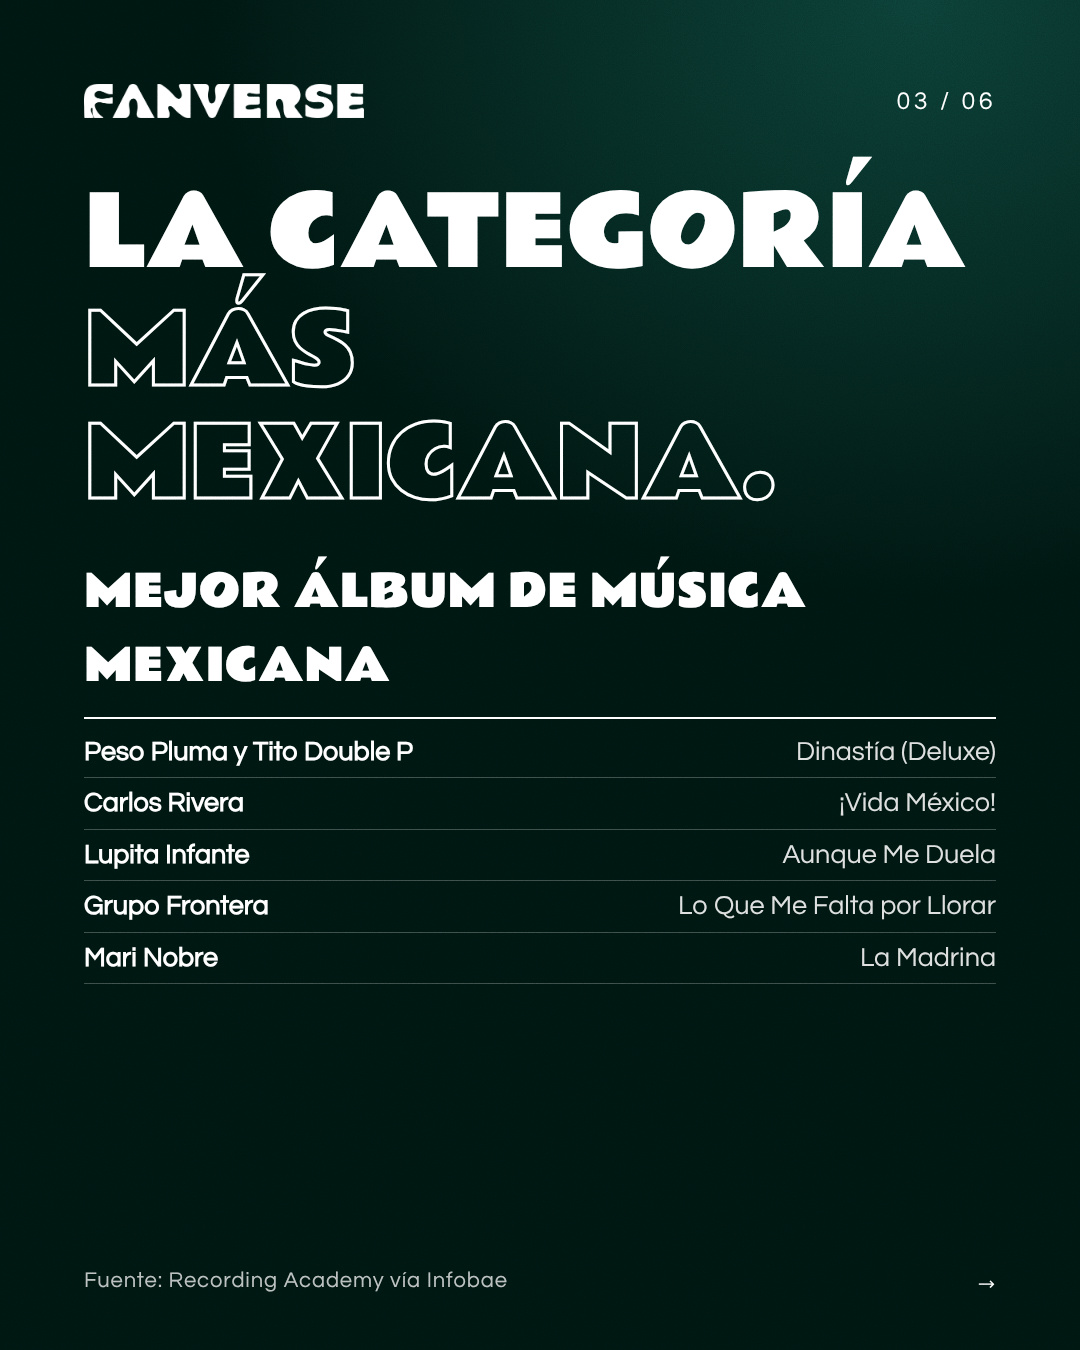 FANVERSE
03 / 06
LA CATEGORÍA
MÁS
MEXICANA.
MEJOR ÁLBUM DE MÚSICA
MEXICANA
Peso Pluma y Tito Double P Dinastía (Deluxe)
Carlos Rivera ¡Vida México!
Lupita Infante Aunque Me Duela
Grupo Frontera Lo Que Me Falta por Llorar
Mari Nobre La Madrina
Fuente: Recording Academy vía Infobae →